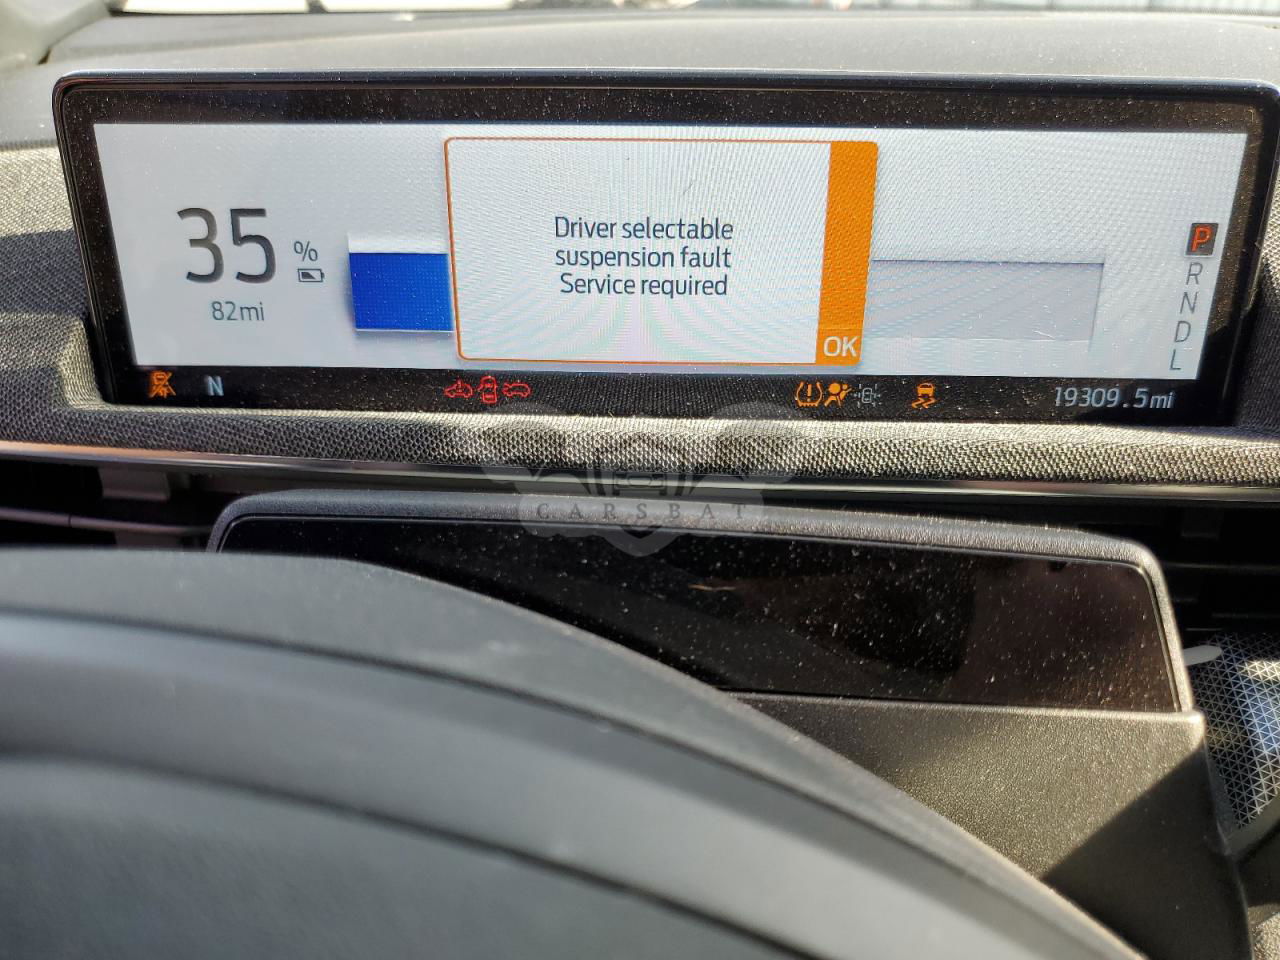 35 %
82mi
Driver selectable
suspension fault
Service required
OK
P
R
N
D
L
N
19309.5mi
CARSBAT